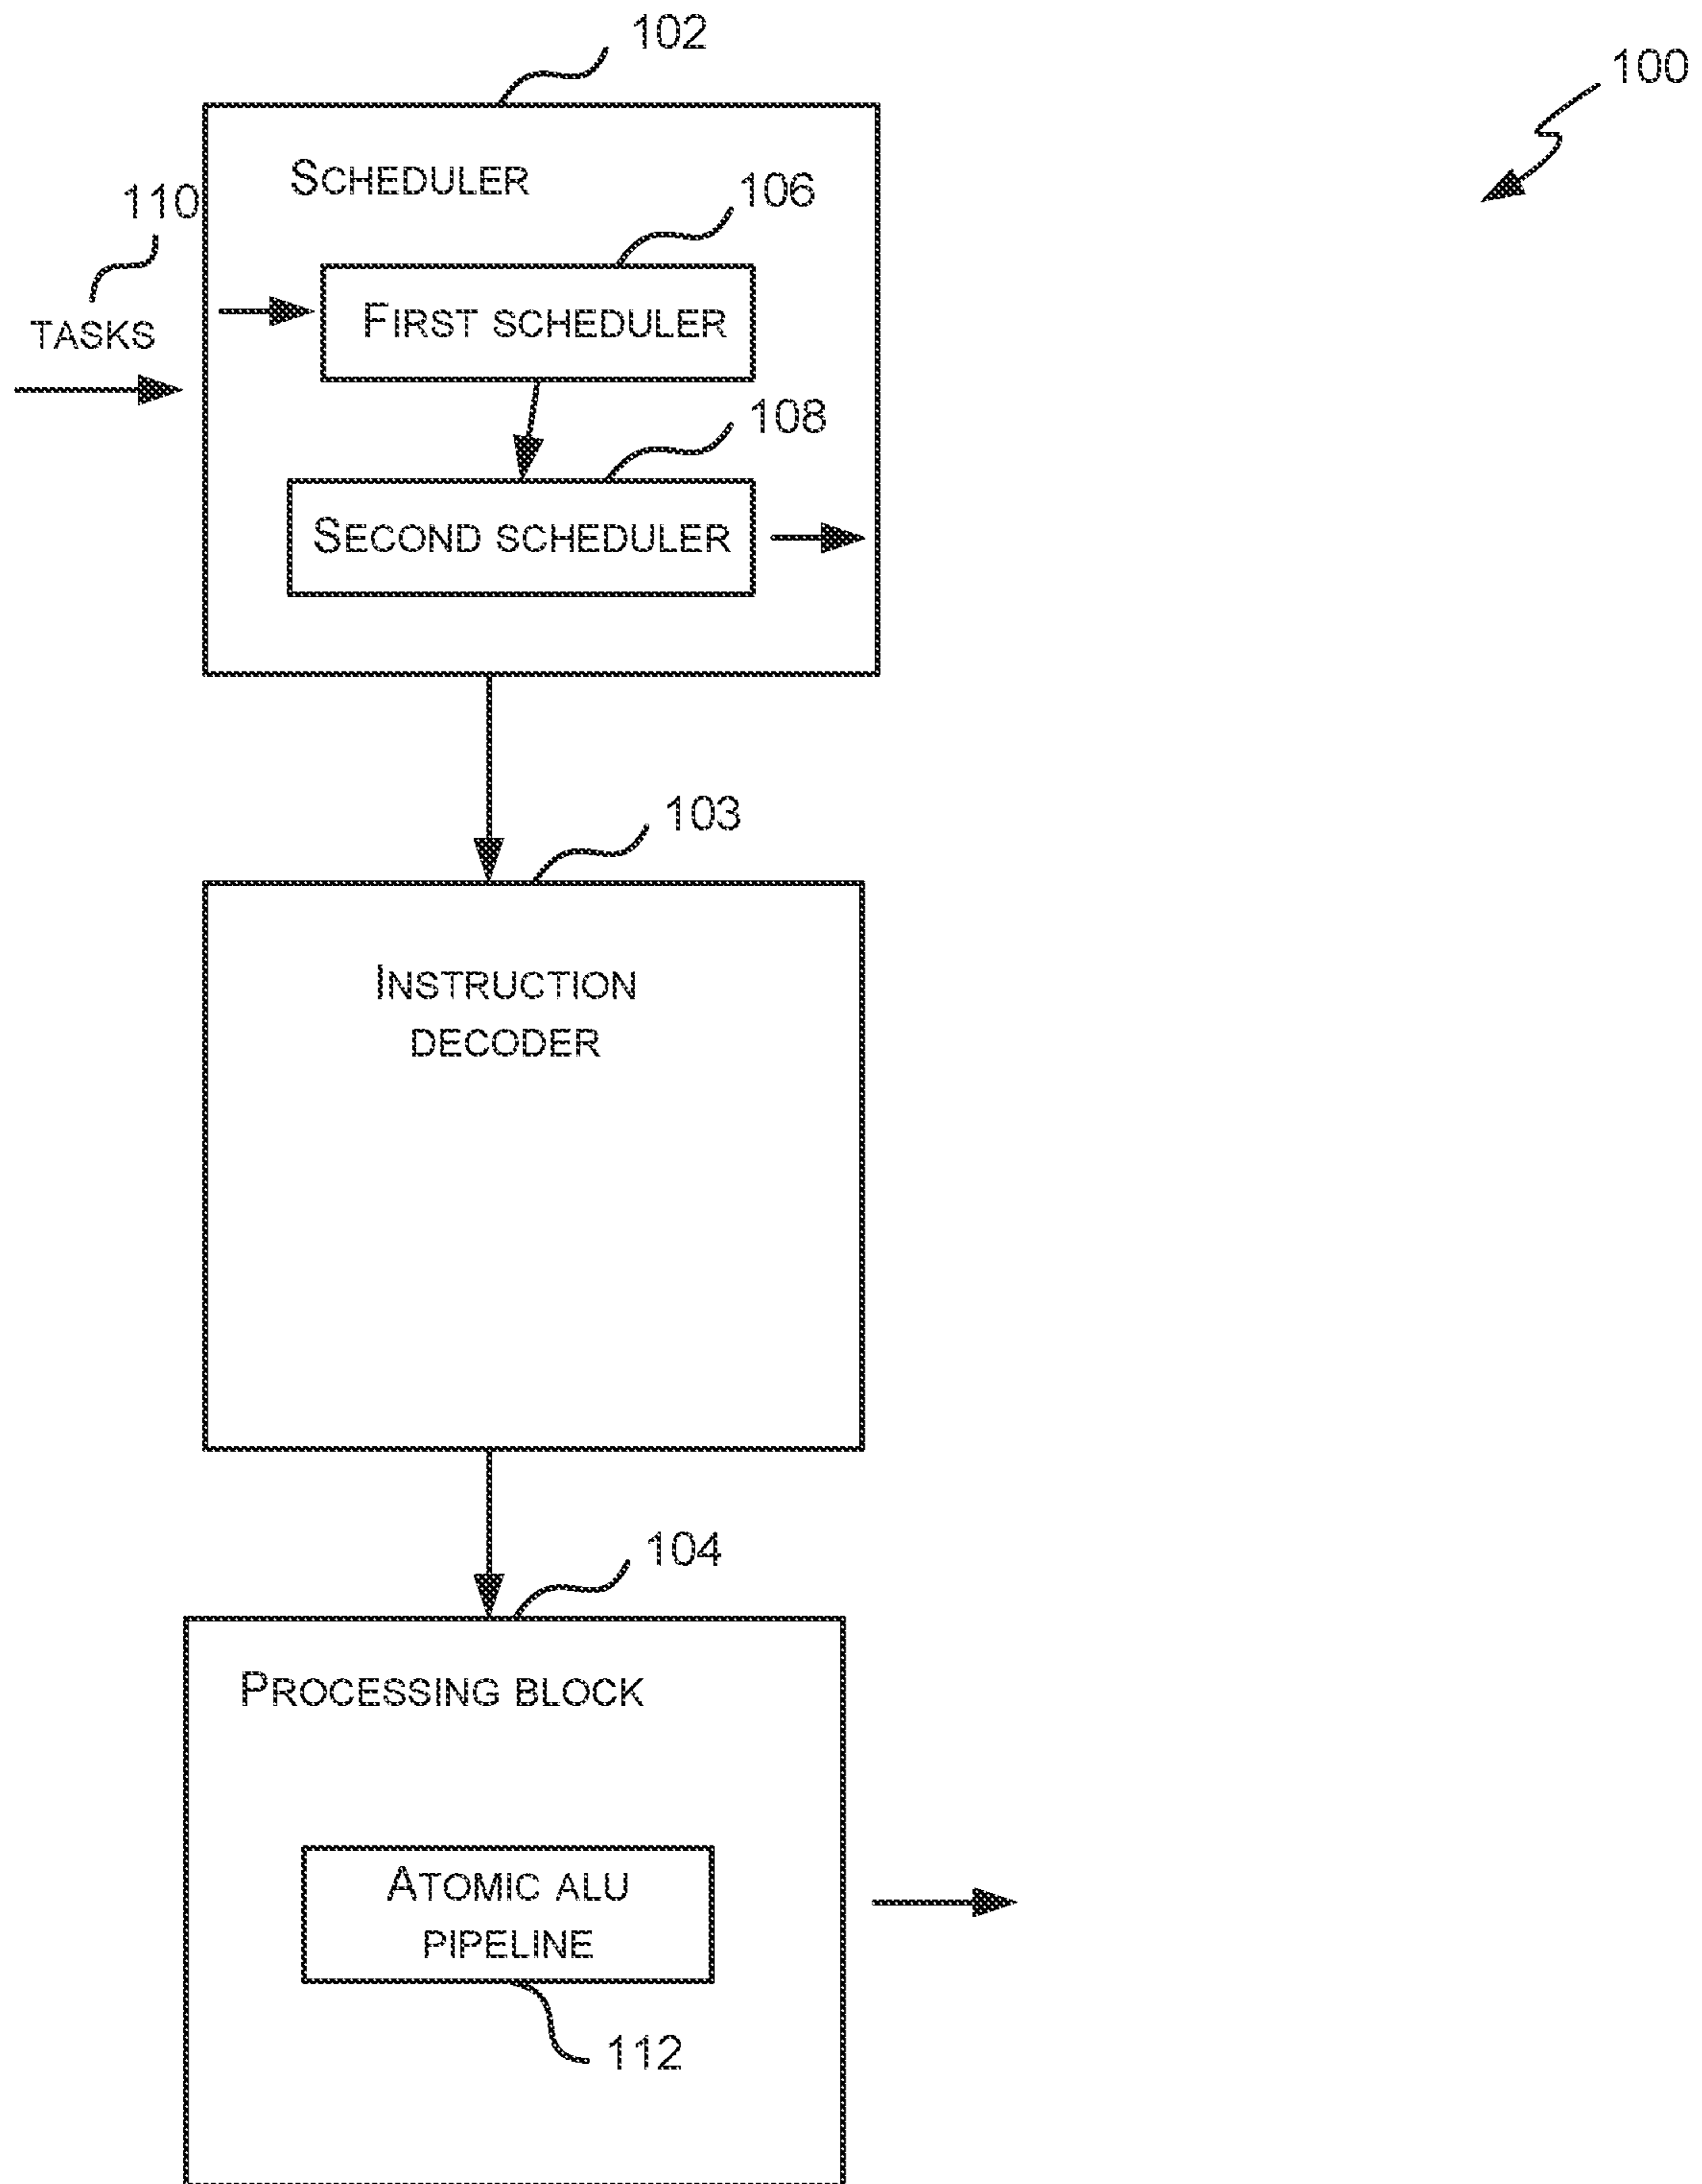 102
100
SCHEDULER
110
106
TASKS
FIRST SCHEDULER
108
SECOND SCHEDULER
103
INSTRUCTION
DECODER
104
PROCESSING BLOCK
ATOMIC ALU
PIPELINE
112